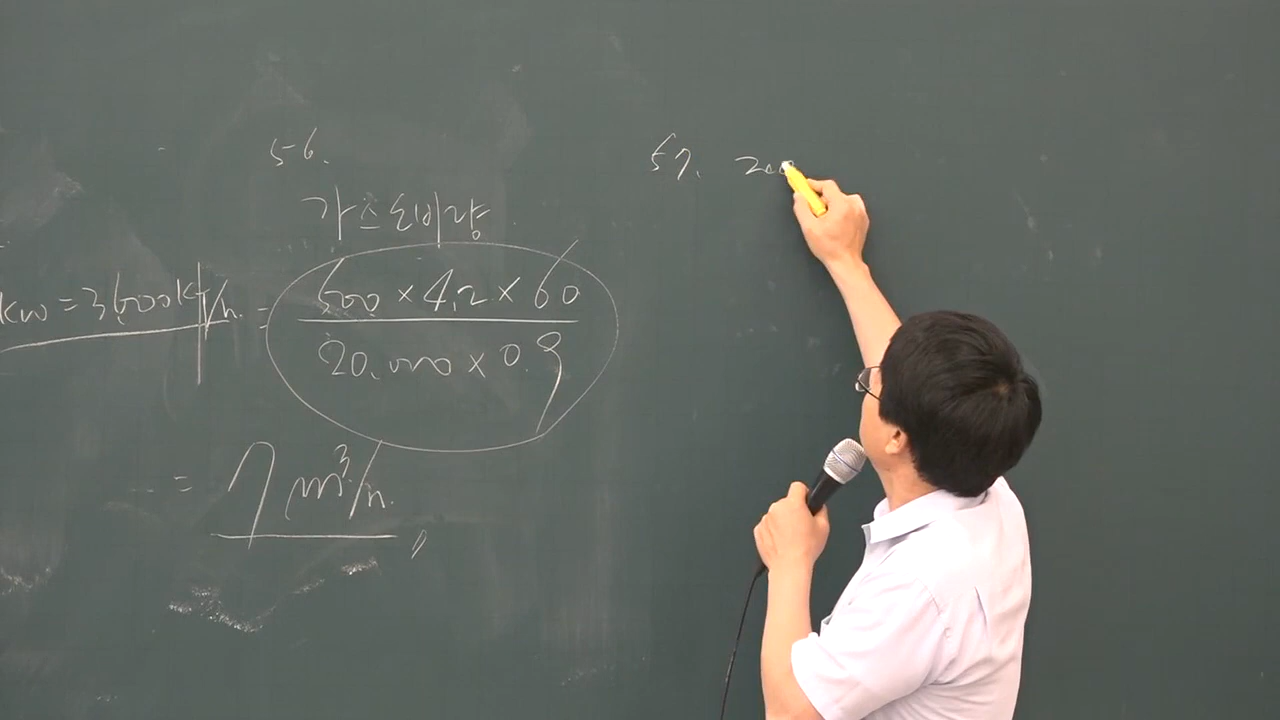 56.
가스소비량
kw = 3600kJ/h. = 500 × 4.2 × 60
20,000 × 0.9
= 7 m³/h.
57. 200